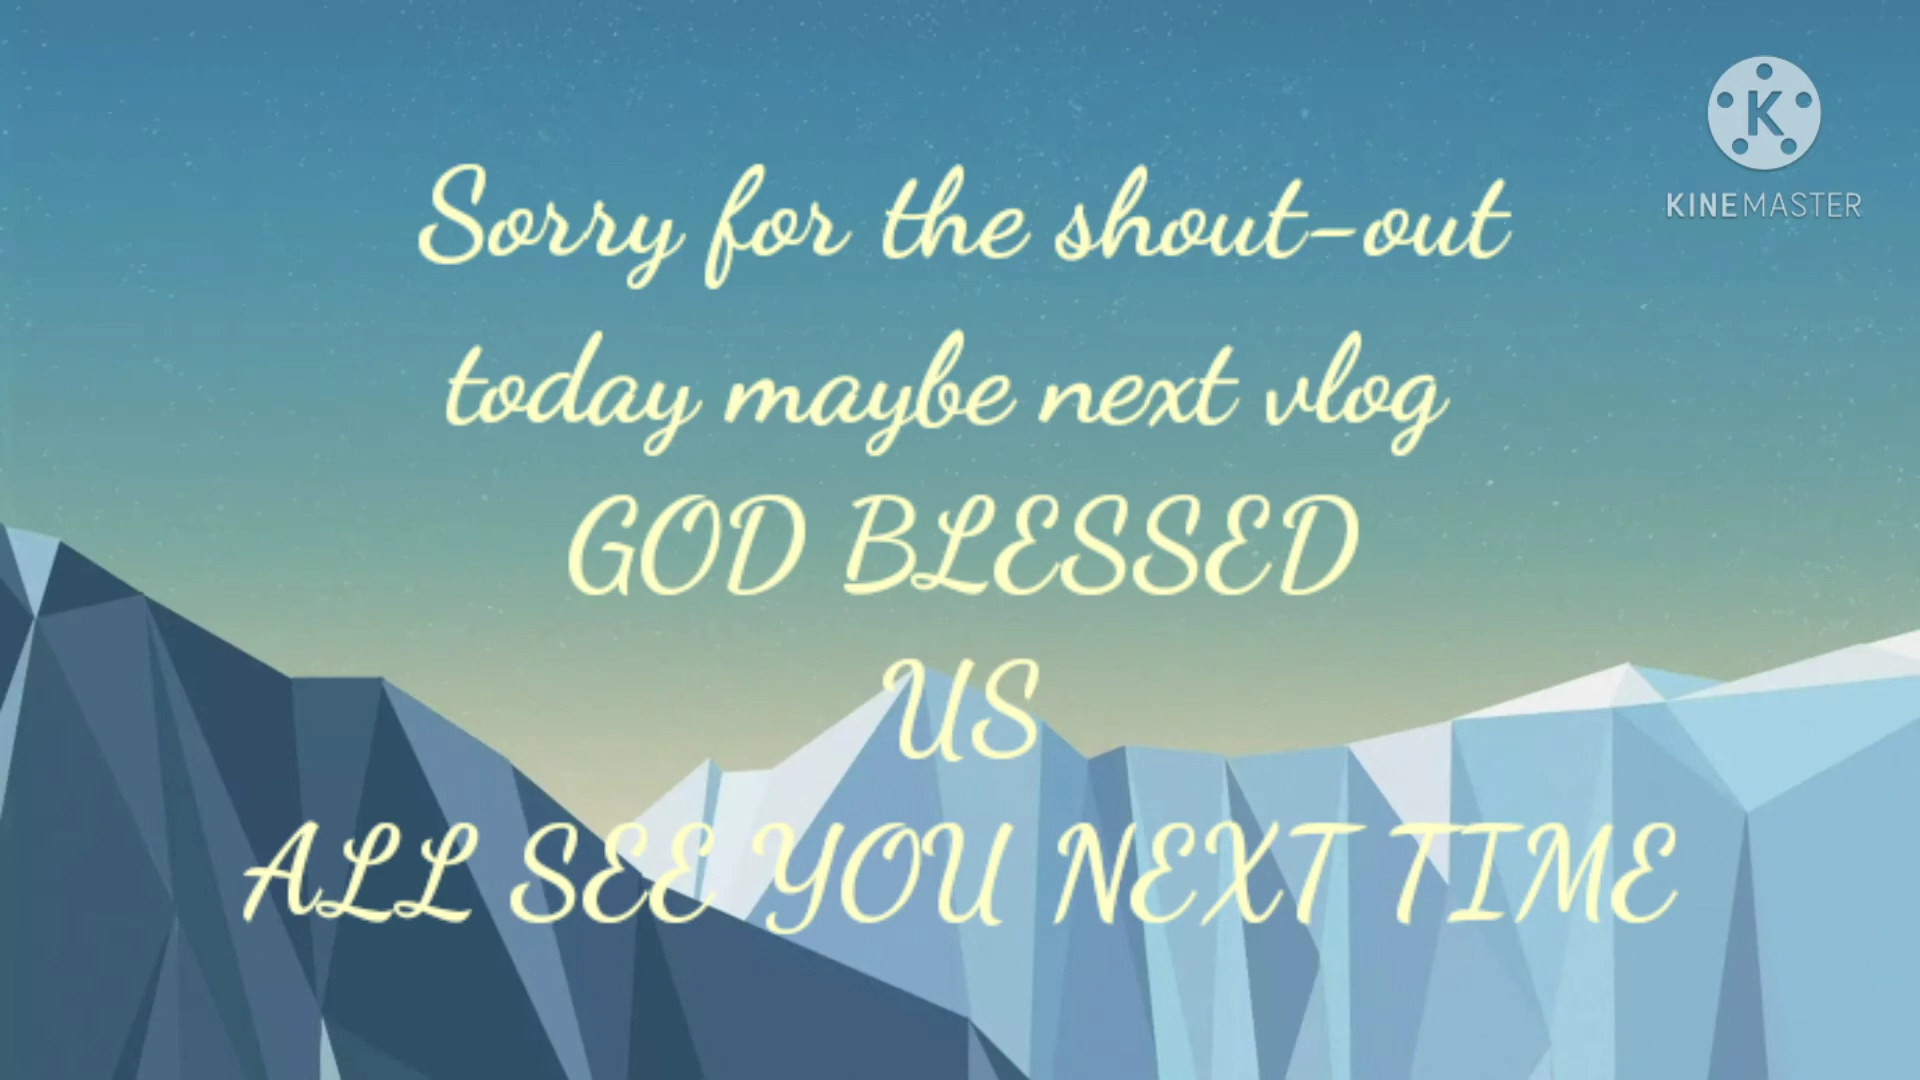 K
KINEMASTER
Sorry for the shout-out
today maybe next vlog
GOD BLESSED
US
ALL SEE YOU NEXT TIME